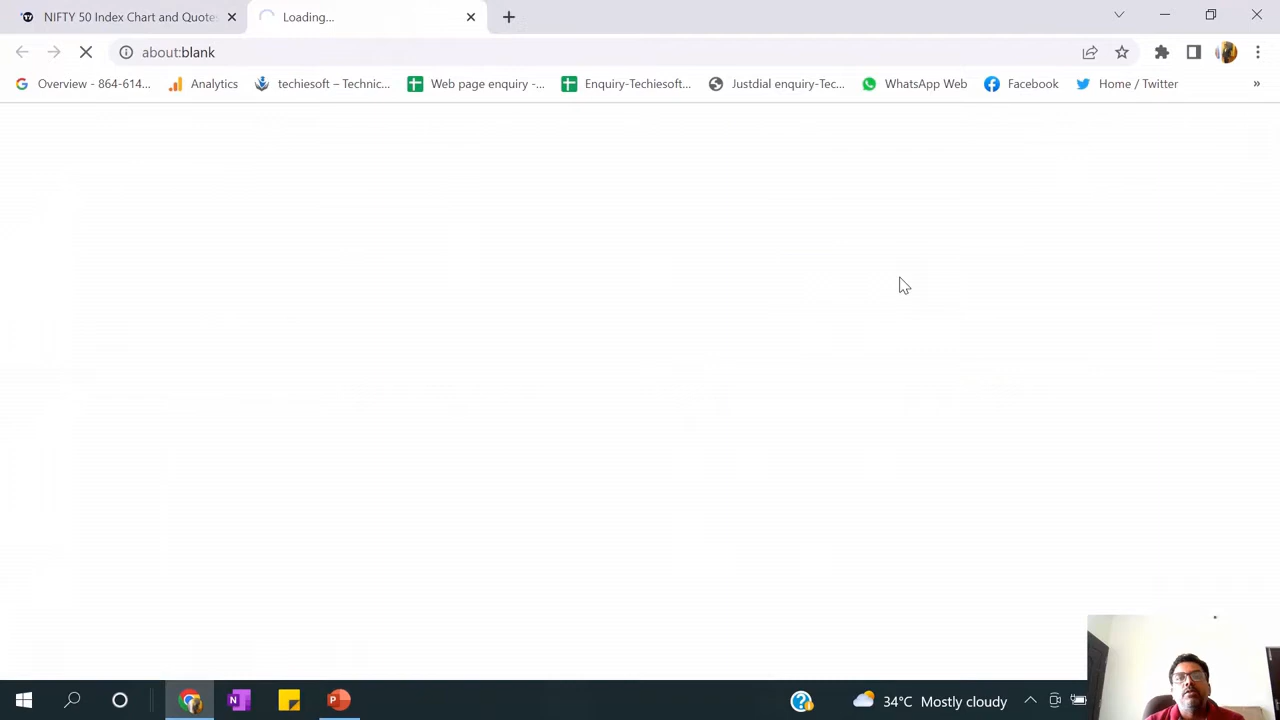 NIFTY 50 Index Chart and Quotes
Loading...
about:blank
Overview - 864-614...
Analytics
techiesoft – Technic...
Web page enquiry -...
Enquiry-Techiesoft...
Justdial enquiry-Tec...
WhatsApp Web
Facebook
Home / Twitter
»
34°C Mostly cloudy